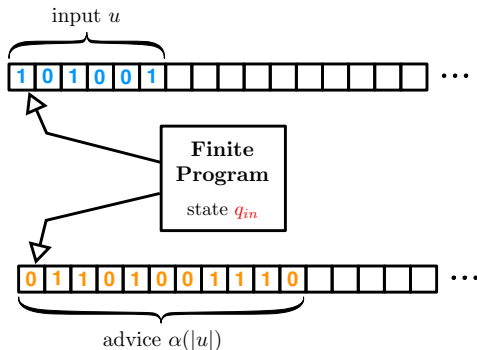 input u
1 0 1 0 0 1 ...
Finite
Program
state q_in
0 1 1 0 1 0 0 1 1 1 0 ...
advice α(|u|)